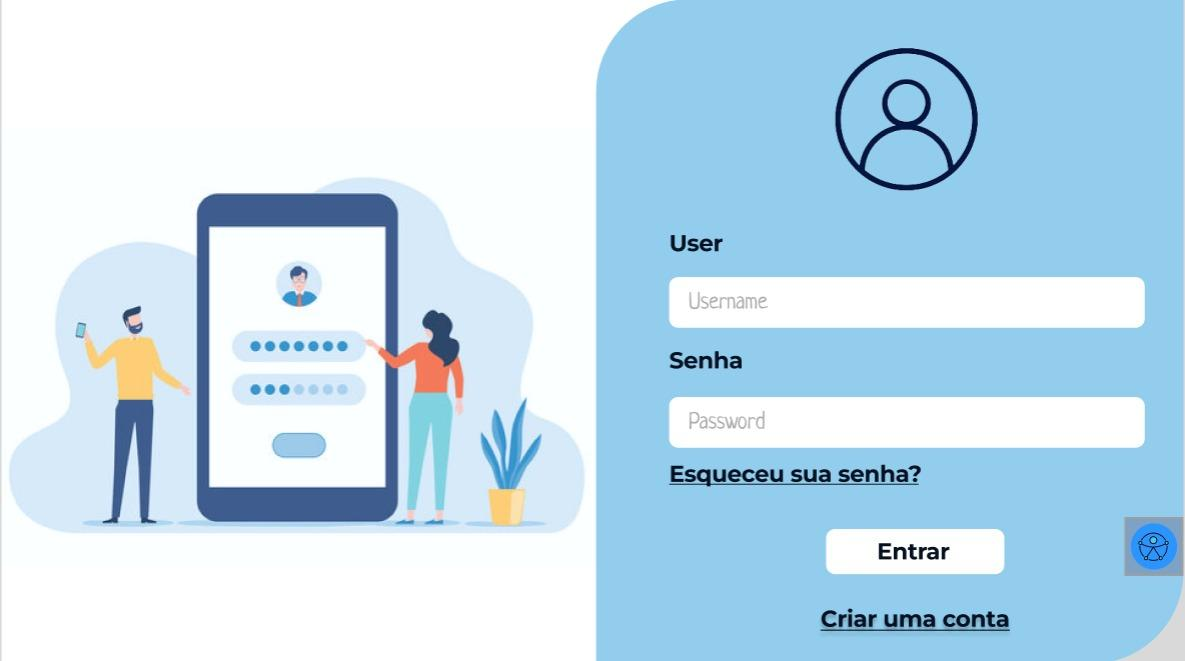 User
Username
Senha
Password
Esqueceu sua senha?
Entrar
Criar uma conta